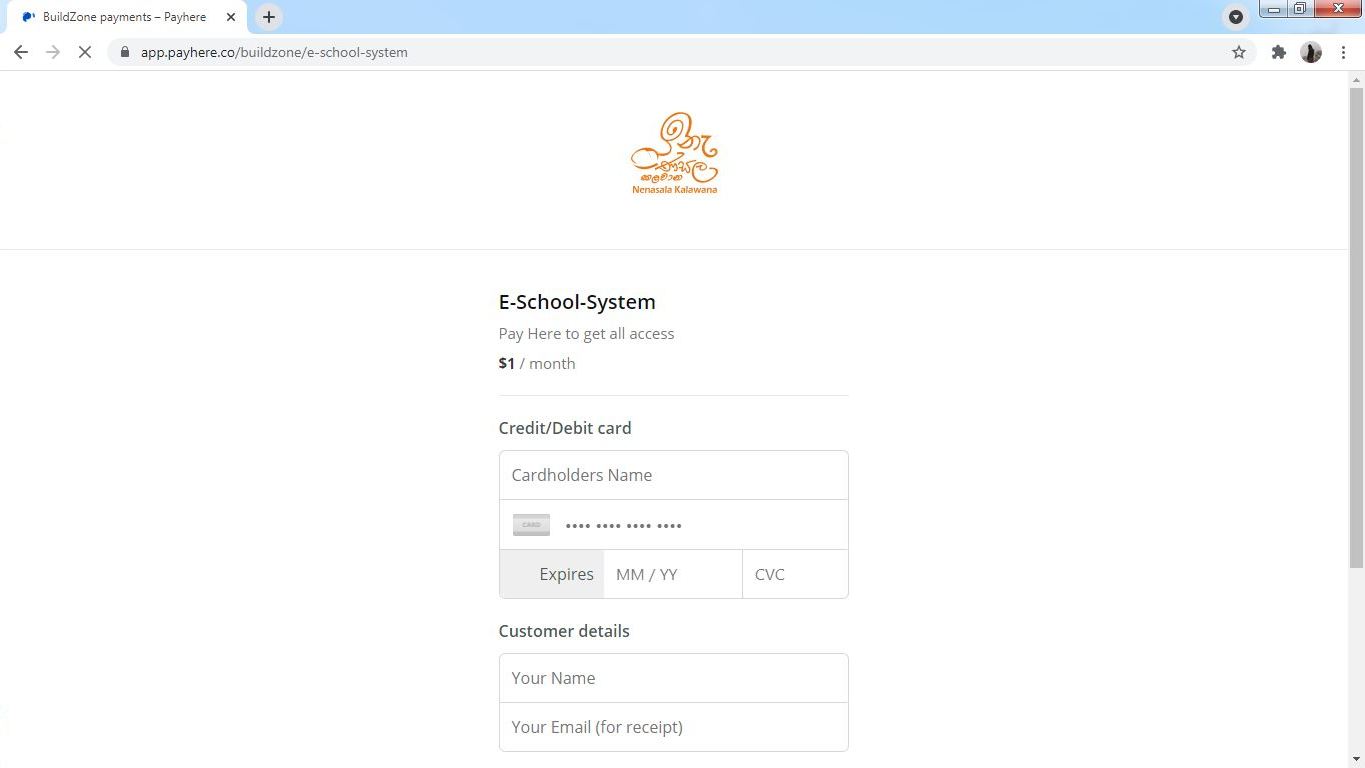 BuildZone payments – Payhere
app.payhere.co/buildzone/e-school-system
නැ
ණසල
කලවාන
Nenasala Kalawana
E-School-System
Pay Here to get all access
$1 / month
Credit/Debit card
Cardholders Name
CARD •••• •••• •••• ••••
Expires MM / YY CVC
Customer details
Your Name
Your Email (for receipt)